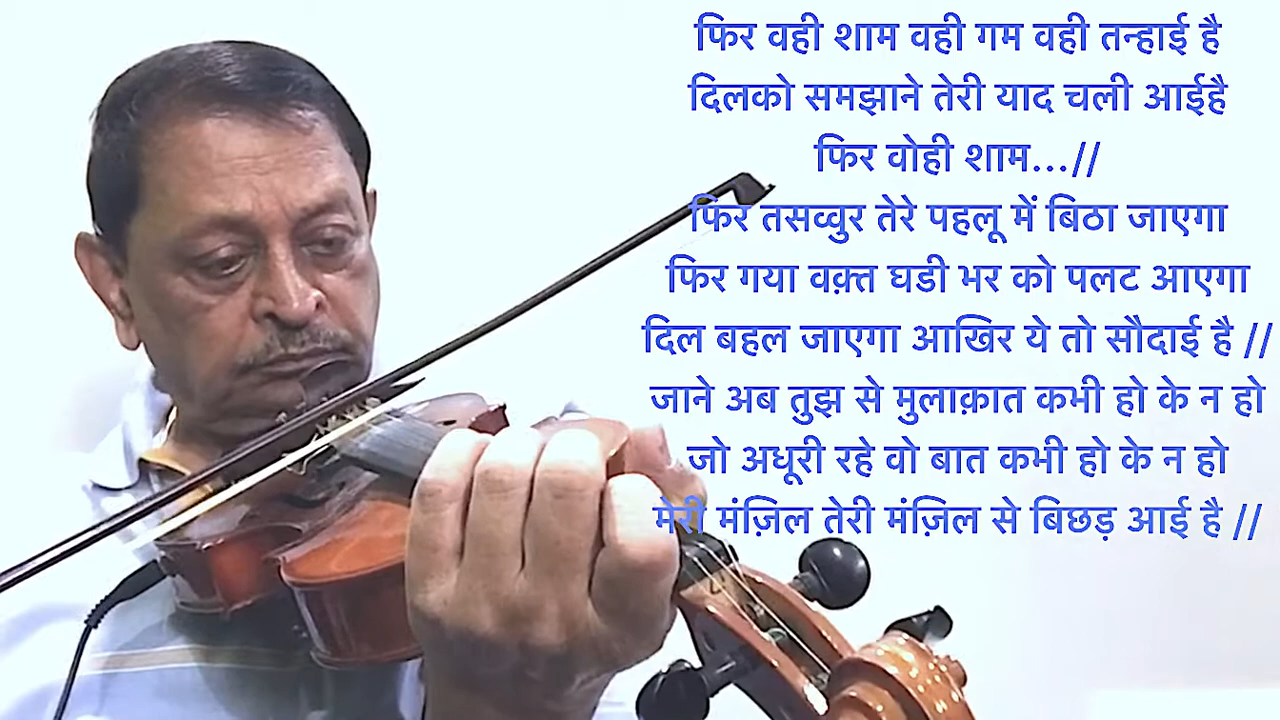 फिर वही शाम वही गम वही तन्हाई है
दिलको समझाने तेरी याद चली आईहै
फिर वोही शाम...//
फिर तसव्वुर तेरे पहलू में बिठा जाएगा
फिर गया वक़्त घडी भर को पलट आएगा
दिल बहल जाएगा आखिर ये तो सौदाई है //
जाने अब तुझ से मुलाक़ात कभी हो के न हो
जो अधूरी रहे वो बात कभी हो के न हो
मेरी मंज़िल तेरी मंज़िल से बिछड़ आई है //